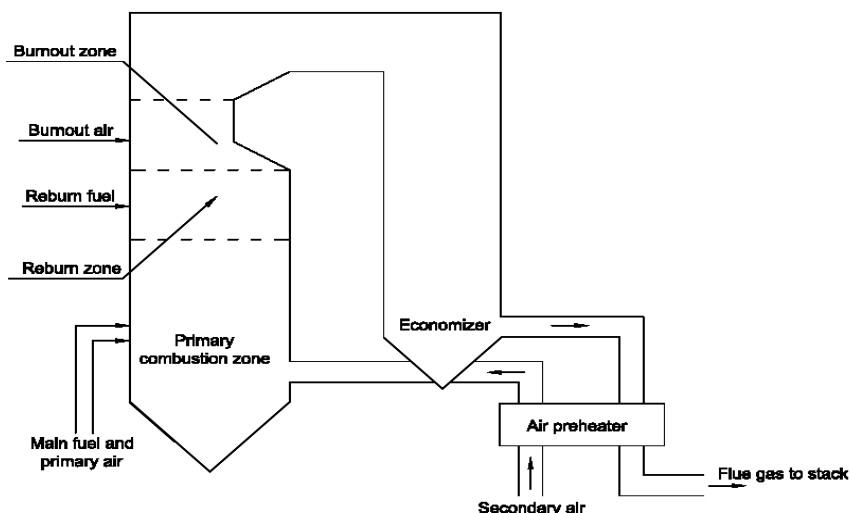 Burnout zone
Burnout air
Reburn fuel
Reburn zone
Primary
combustion zone
Economizer
Main fuel and
primary air
Air preheater
Flue gas to stack
Secondary air